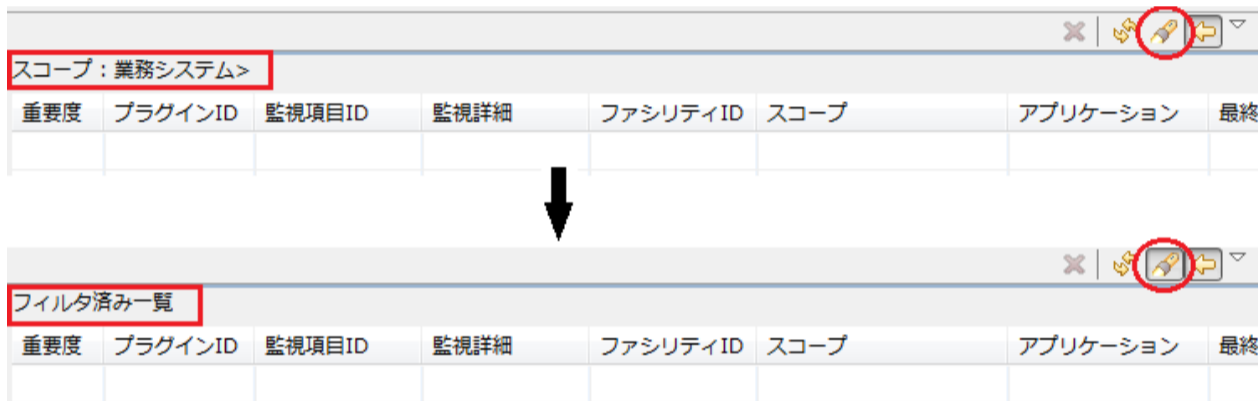 スコープ：業務システム>
重要度 プラグインID 監視項目ID 監視詳細 ファシリティID スコープ アプリケーション 最終
フィルタ済み一覧
重要度 プラグインID 監視項目ID 監視詳細 ファシリティID スコープ アプリケーション 最終